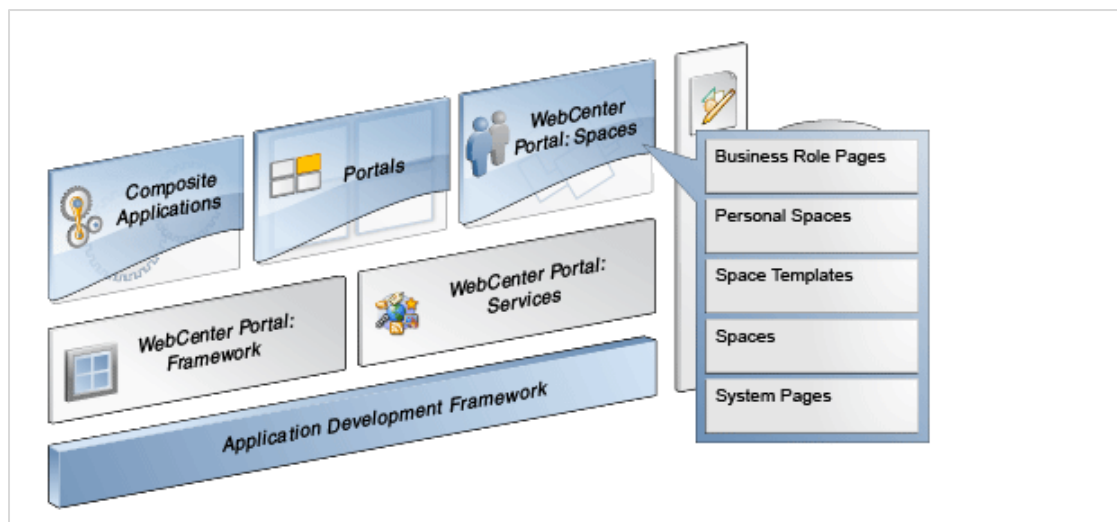 Composite
Applications
Portals
WebCenter
Portal: Spaces
WebCenter Portal:
Framework
WebCenter Portal:
Services
Application Development Framework
Business Role Pages
Personal Spaces
Space Templates
Spaces
System Pages